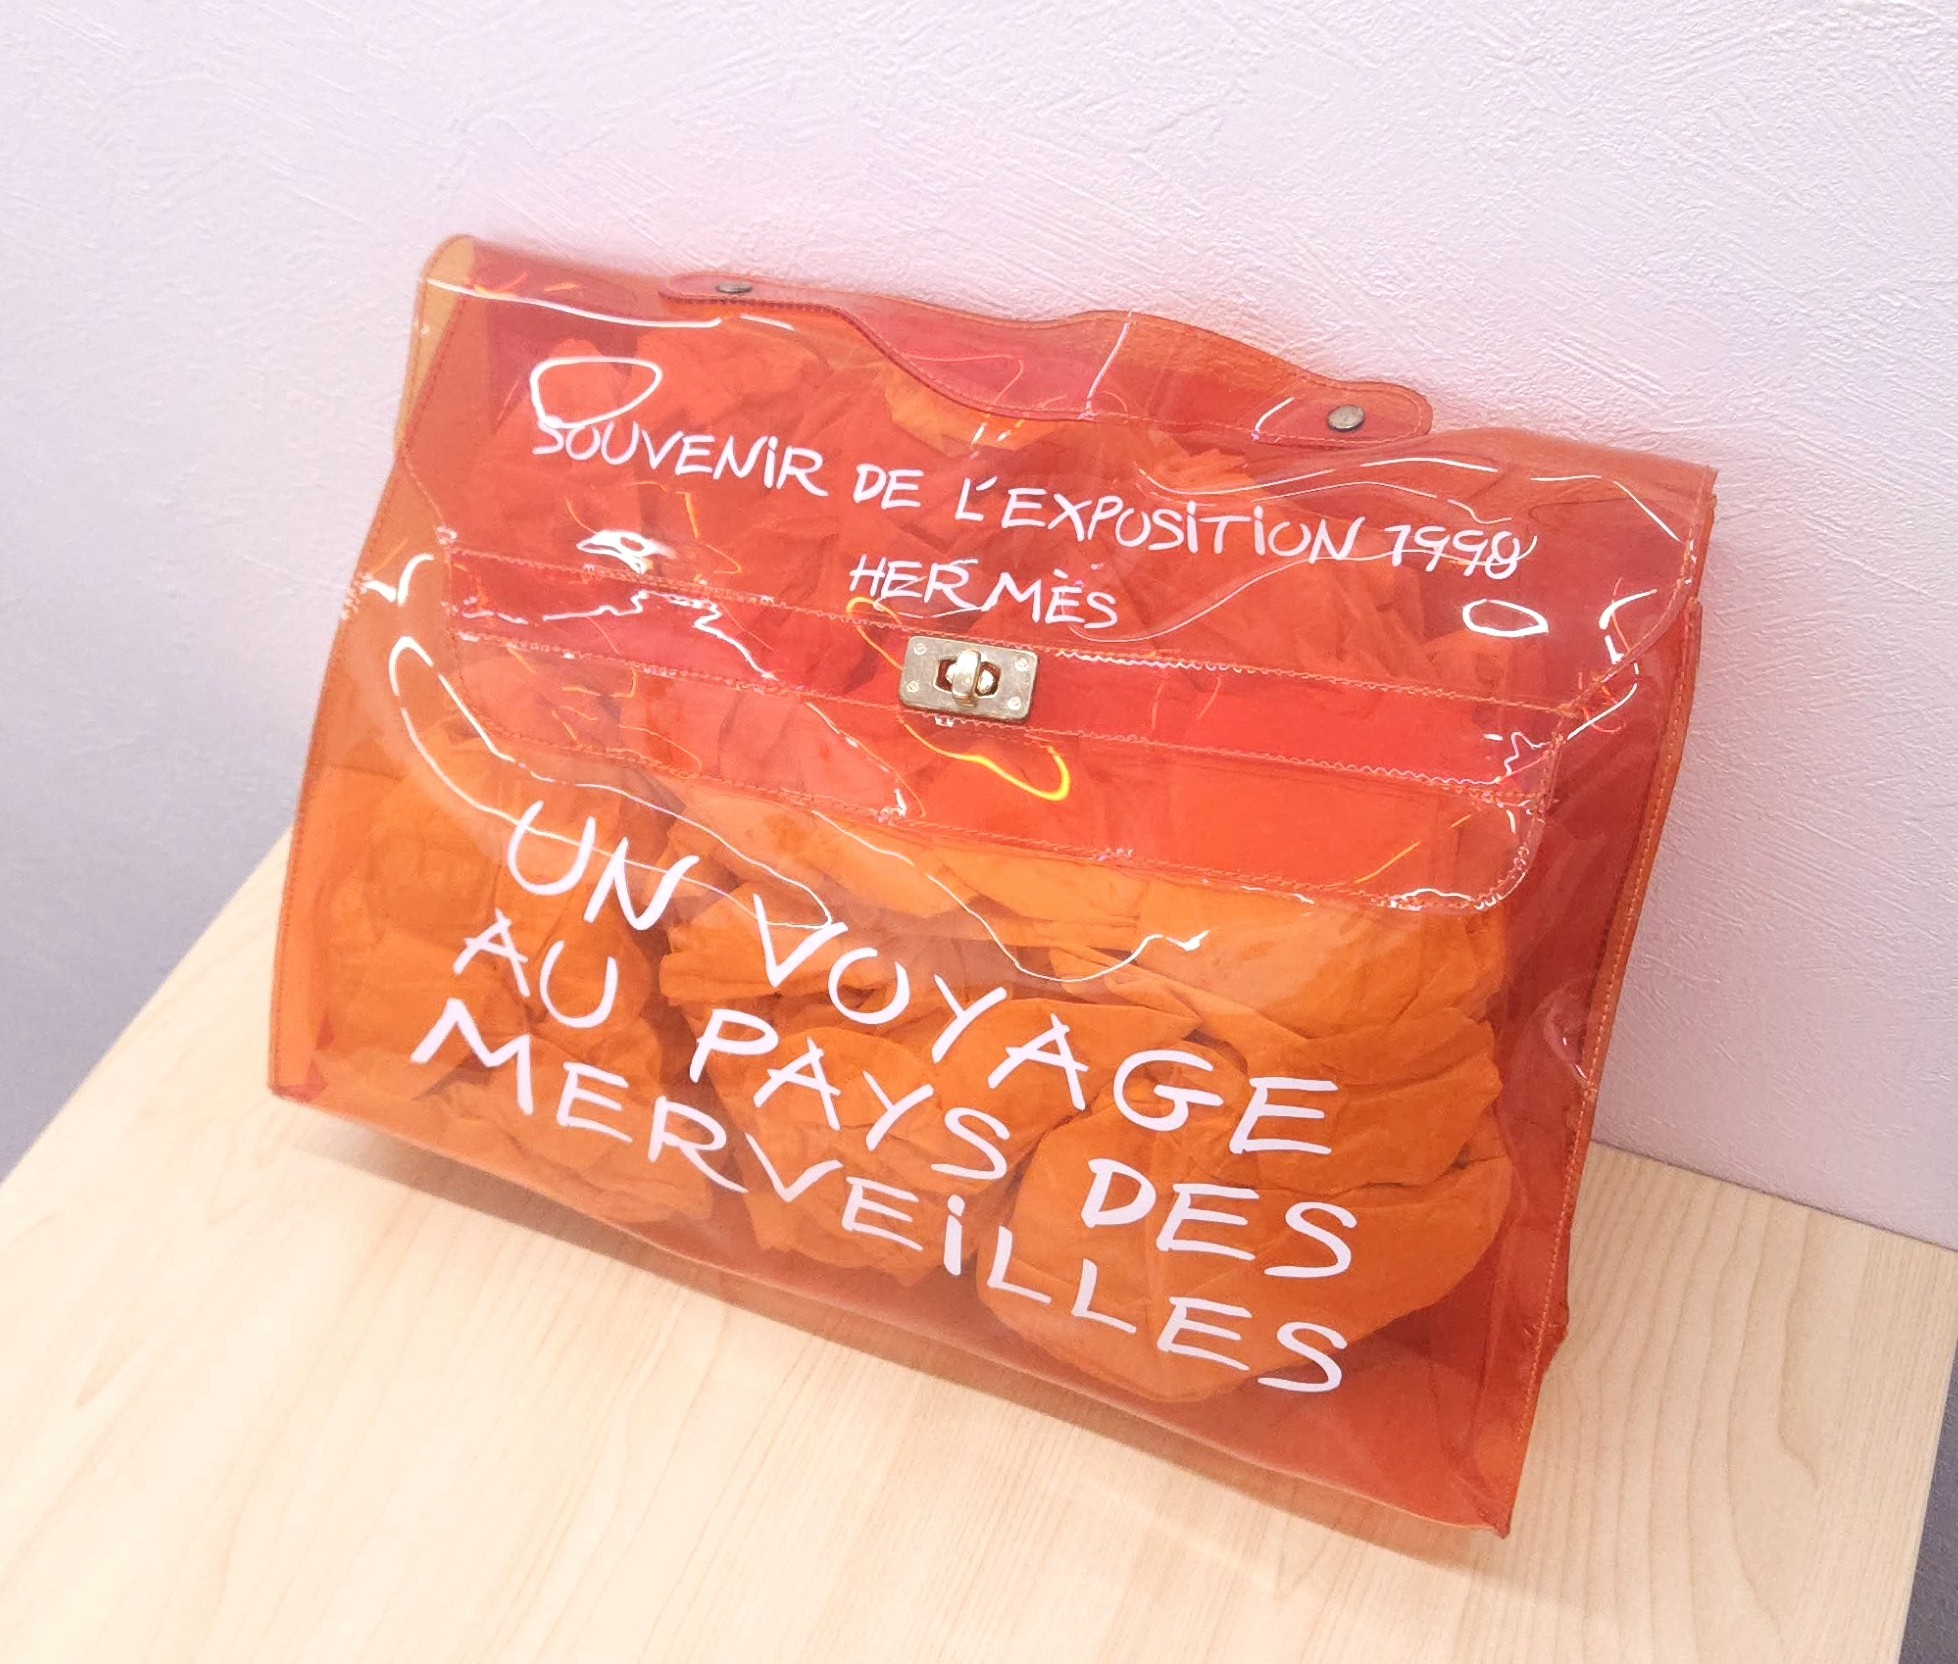 SOUVENIR DE L'EXPOSITION 1998
HERMÈS
UN VOYAGE
AU PAYS DES
MERVEILLES